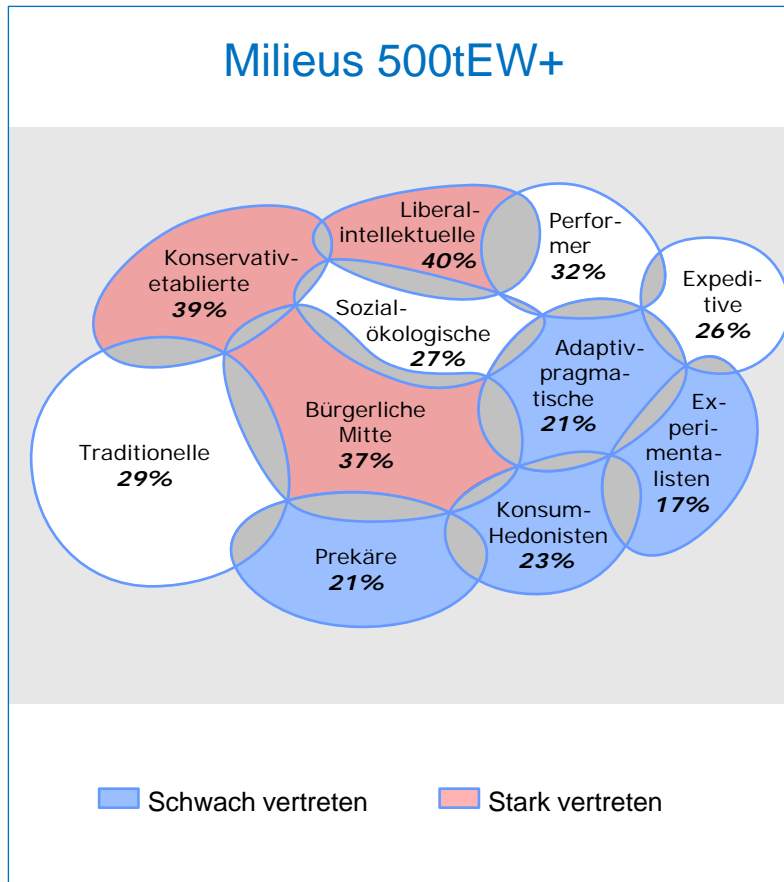 Milieus 500tEW+
Liberal-
intellektuelle
40%
Perfor-
mer
32%
Konservativ-
etablierte
39%
Expedi-
tive
26%
Sozial-
ökologische
27%
Adaptiv-
pragma-
tische
21%
Ex-
peri-
menta-
listen
17%
Bürgerliche
Mitte
37%
Traditionelle
29%
Konsum-
Hedonisten
23%
Prekäre
21%
Schwach vertreten
Stark vertreten